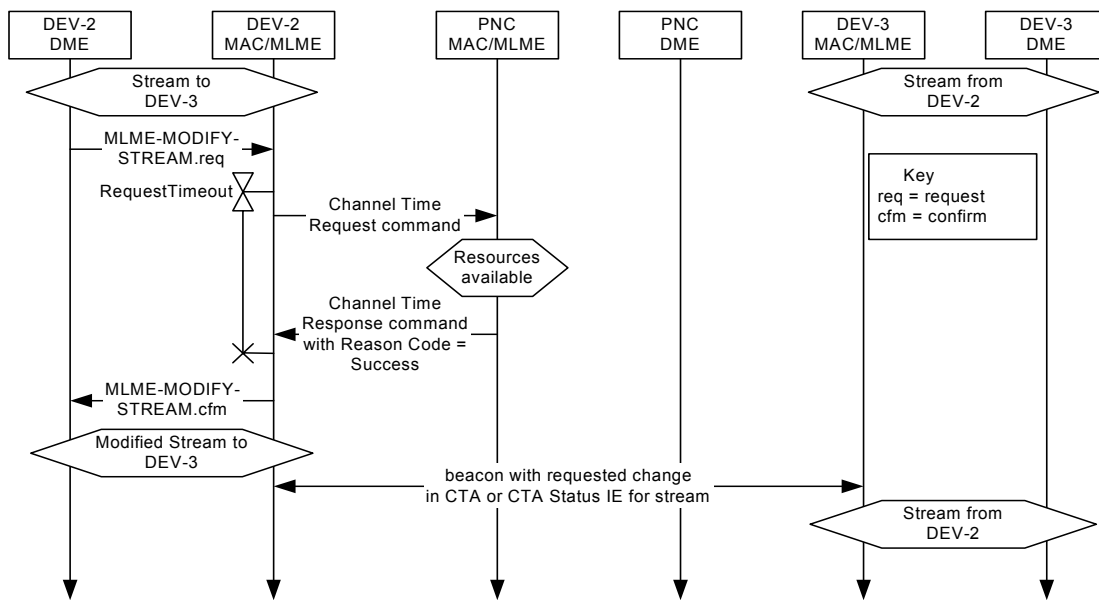 DEV-2
DME
DEV-2
MAC/MLME
PNC
MAC/MLME
PNC
DME
DEV-3
MAC/MLME
DEV-3
DME
Stream to
DEV-3
Stream from
DEV-2
MLME-MODIFY-
STREAM.req
RequestTimeout
Channel Time
Request command
Key
req = request
cfm = confirm
Resources
available
Channel Time
Response command
with Reason Code =
Success
MLME-MODIFY-
STREAM.cfm
Modified Stream to
DEV-3
beacon with requested change
in CTA or CTA Status IE for stream
Stream from
DEV-2